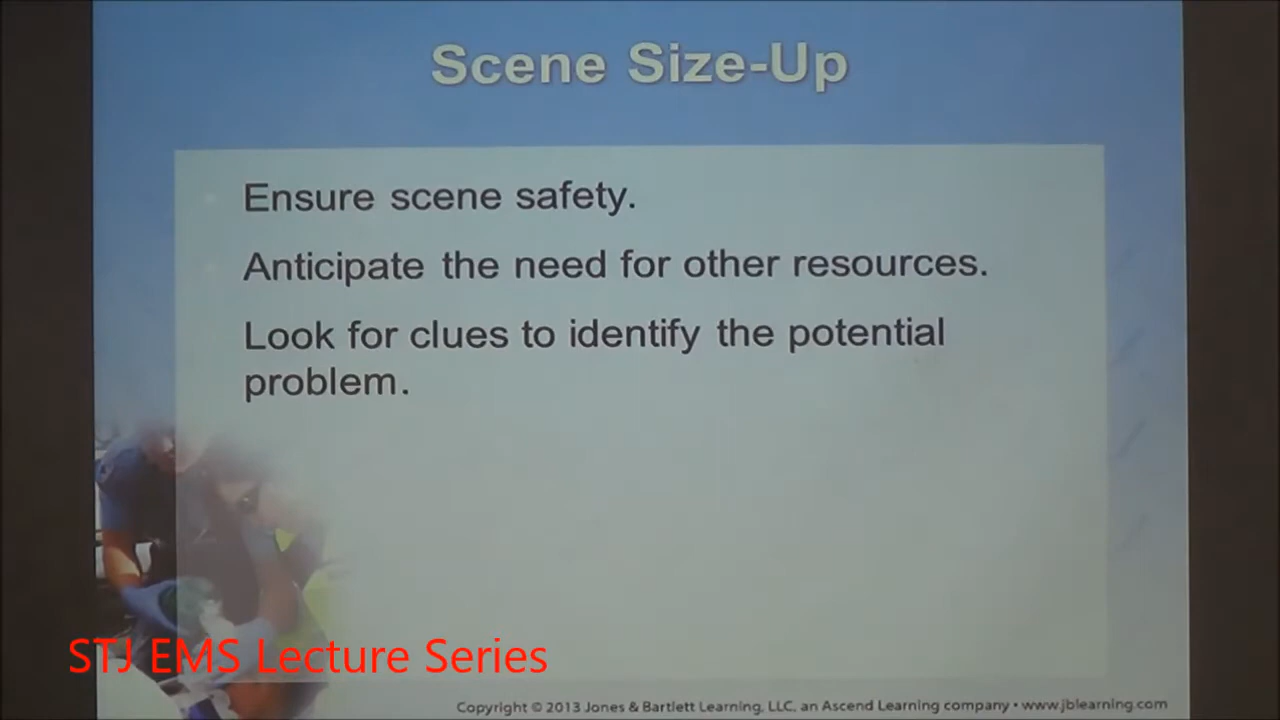 Scene Size-Up
Ensure scene safety.
Anticipate the need for other resources.
Look for clues to identify the potential
problem.
STJ EMS Lecture Series
Copyright © 2013 Jones & Bartlett Learning, LLC, an Ascend Learning company • www.jblearning.com